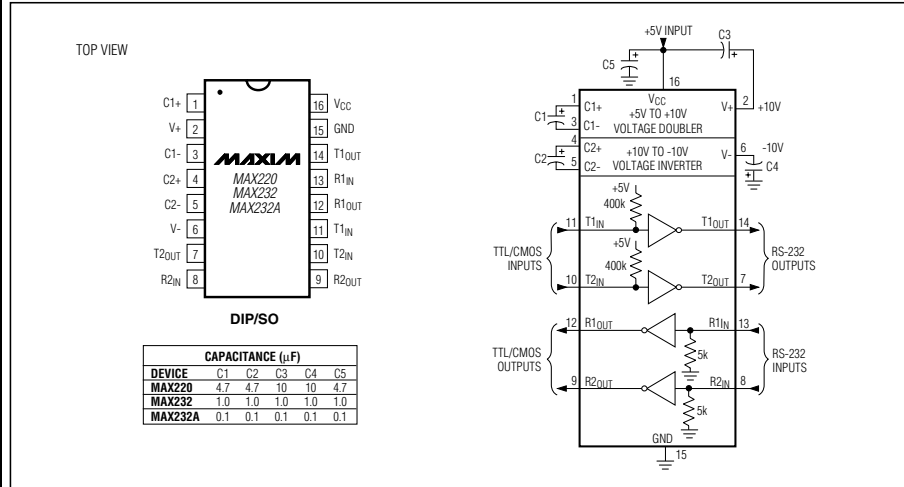 TOP VIEW
C1+ 1
V+ 2
C1- 3
C2+ 4
C2- 5
V- 6
T2OUT 7
R2IN 8
16 VCC
15 GND
14 T1OUT
13 R1IN
12 R1OUT
11 T1IN
10 T2IN
9 R2OUT
MAXIM
MAX220
MAX232
MAX232A
DIP/SO
CAPACITANCE (μF)
DEVICE C1 C2 C3 C4 C5
MAX220 4.7 4.7 10 10 4.7
MAX232 1.0 1.0 1.0 1.0 1.0
MAX232A 0.1 0.1 0.1 0.1 0.1
+5V INPUT
C3
C5
16
VCC
1 C1+
C1
3 C1-
+5V TO +10V
VOLTAGE DOUBLER
V+ 2 +10V
4 C2+
C2
5 C2-
+10V TO -10V
VOLTAGE INVERTER
V- 6 -10V
C4
+5V
400k
11 T1IN
T1OUT 14
+5V
400k
10 T2IN
T2OUT 7
TTL/CMOS
INPUTS
RS-232
OUTPUTS
12 R1OUT
R1IN 13
5k
9 R2OUT
R2IN 8
5k
TTL/CMOS
OUTPUTS
RS-232
INPUTS
GND
15